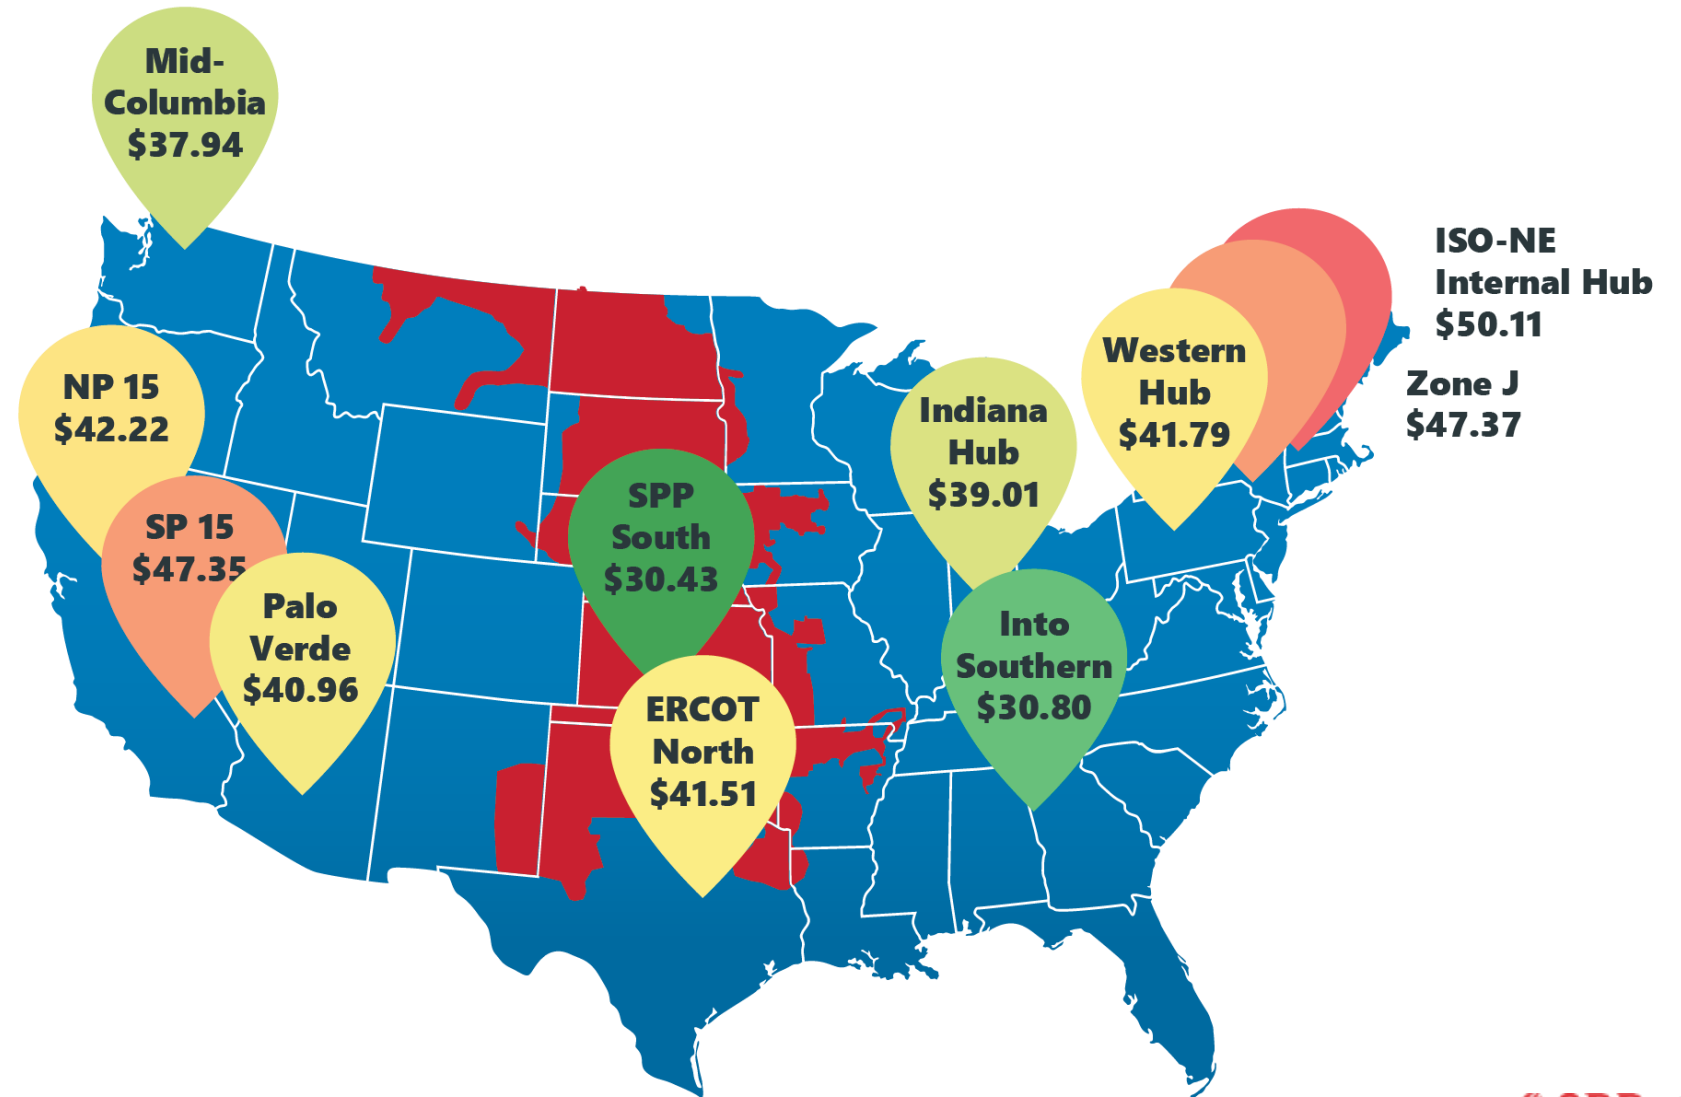 Mid-
Columbia
$37.94
NP 15
$42.22
SP 15
$47.35
Palo
Verde
$40.96
SPP
South
$30.43
ERCOT
North
$41.51
Indiana
Hub
$39.01
Into
Southern
$30.80
Western
Hub
$41.79
ISO-NE
Internal Hub
$50.11
Zone J
$47.37